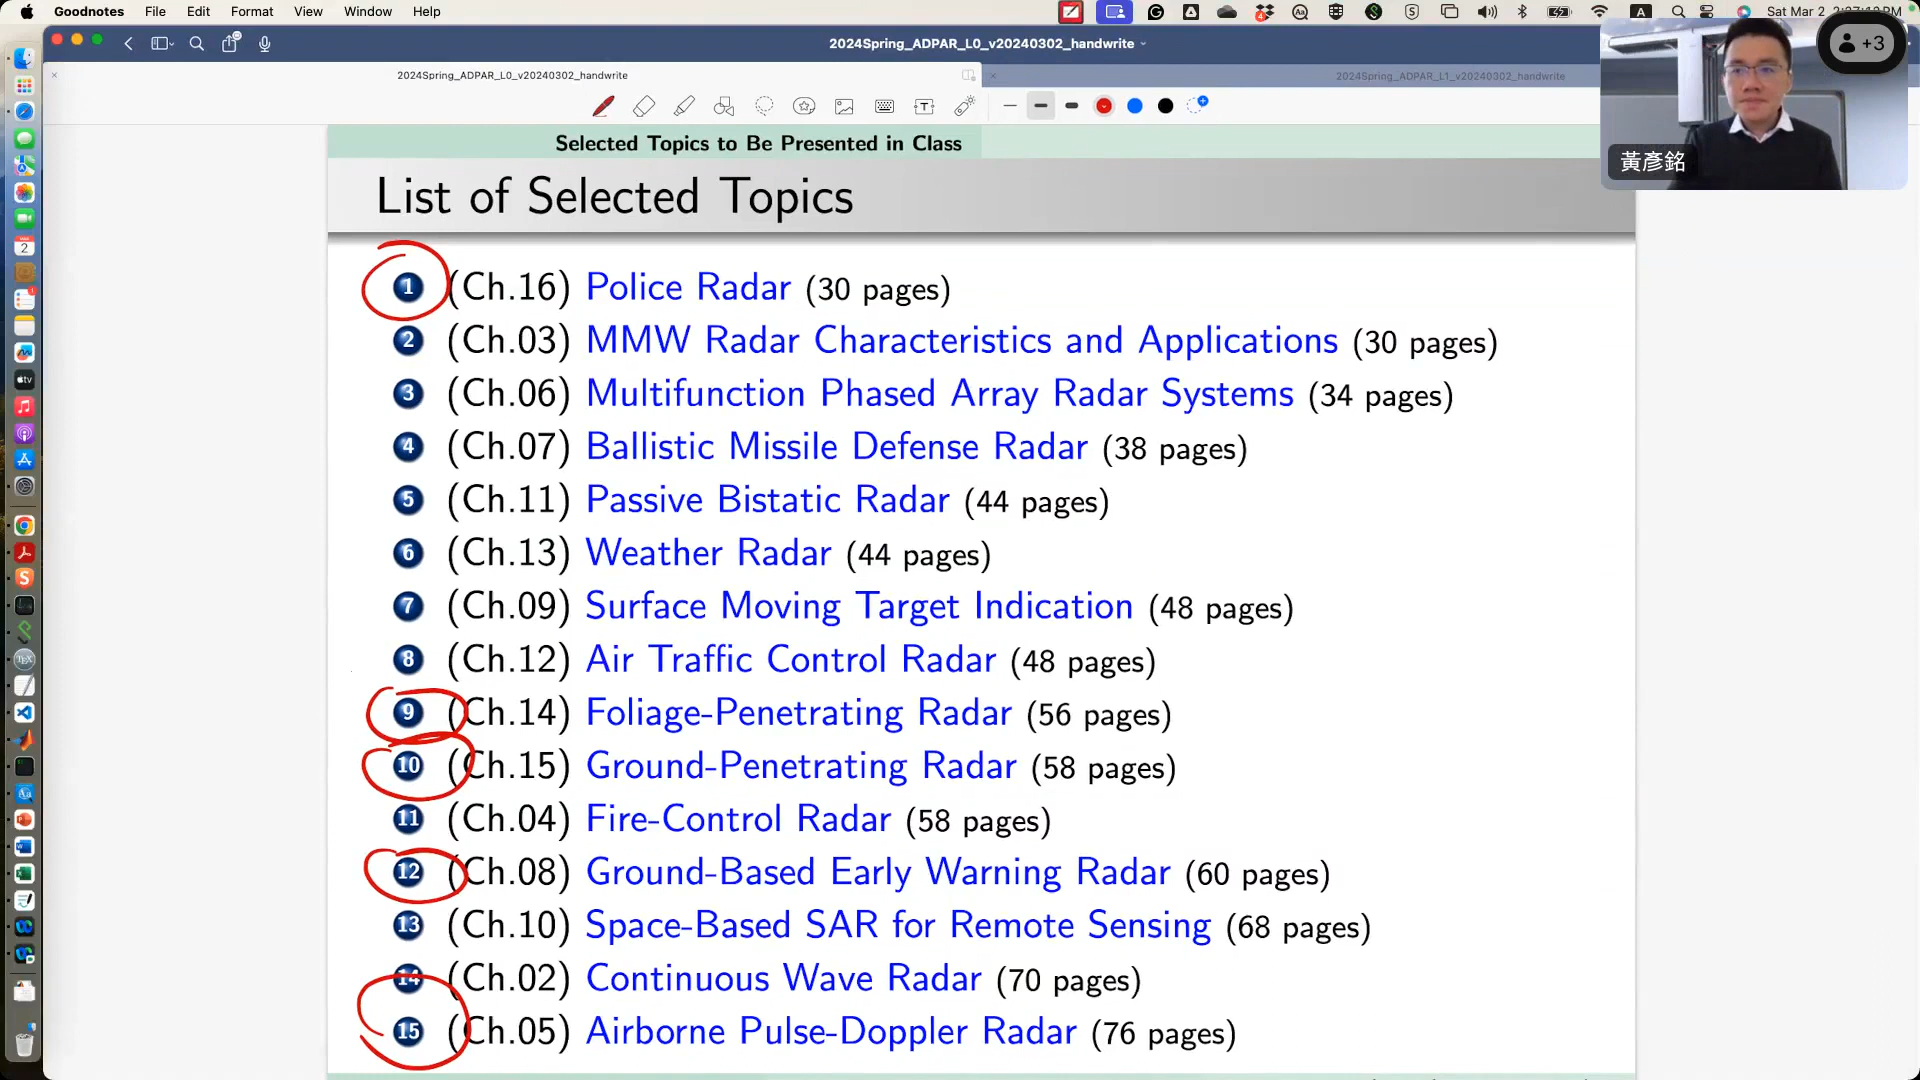 Goodnotes File Edit Format View Window Help
Sat Mar 2
+3
2024Spring_ADPAR_L0_v20240302_handwrite
2024Spring_ADPAR_L0_v20240302_handwrite
2024Spring_ADPAR_L1_v20240302_handwrite
黃彥銘
Selected Topics to Be Presented in Class
List of Selected Topics
1 (Ch.16) Police Radar (30 pages)
2 (Ch.03) MMW Radar Characteristics and Applications (30 pages)
3 (Ch.06) Multifunction Phased Array Radar Systems (34 pages)
4 (Ch.07) Ballistic Missile Defense Radar (38 pages)
5 (Ch.11) Passive Bistatic Radar (44 pages)
6 (Ch.13) Weather Radar (44 pages)
7 (Ch.09) Surface Moving Target Indication (48 pages)
8 (Ch.12) Air Traffic Control Radar (48 pages)
9 (Ch.14) Foliage-Penetrating Radar (56 pages)
10 (Ch.15) Ground-Penetrating Radar (58 pages)
11 (Ch.04) Fire-Control Radar (58 pages)
12 (Ch.08) Ground-Based Early Warning Radar (60 pages)
13 (Ch.10) Space-Based SAR for Remote Sensing (68 pages)
14 (Ch.02) Continuous Wave Radar (70 pages)
15 (Ch.05) Airborne Pulse-Doppler Radar (76 pages)